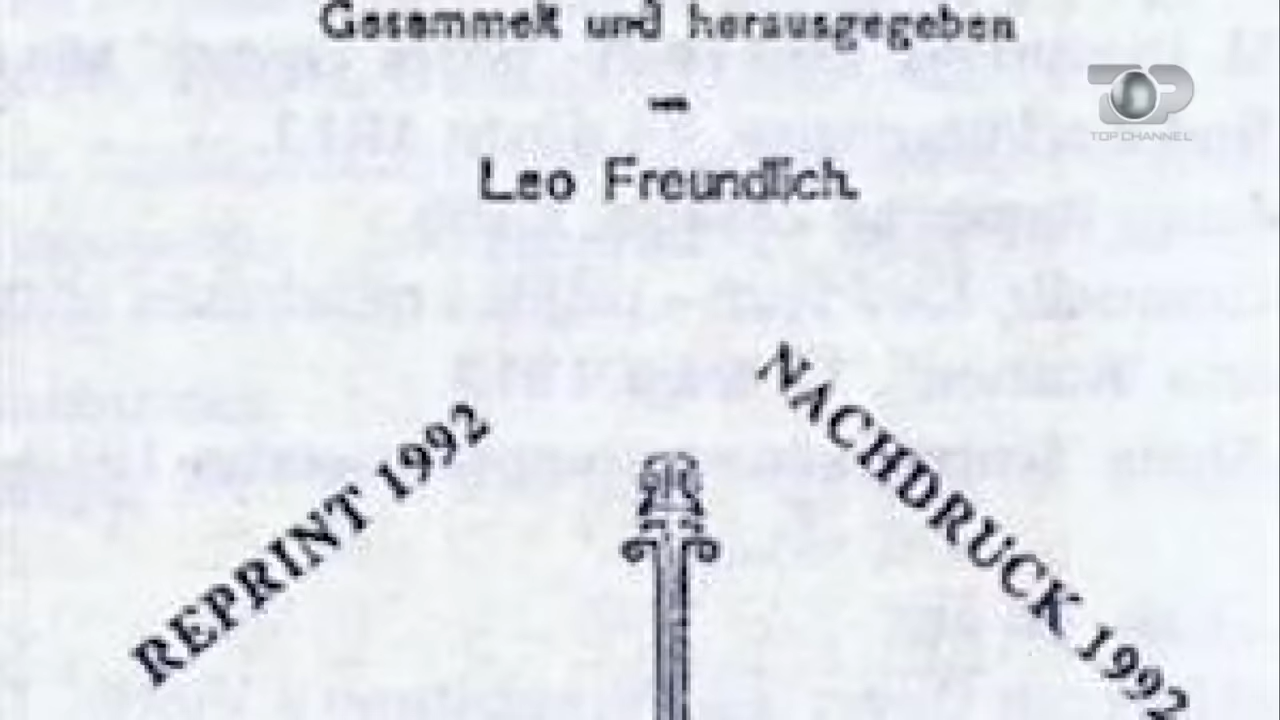 Gesammelt und herausgegeben
TOP CHANNEL
Leo Freundlich.
REPRINT 1992
NACHDRUCK 1992